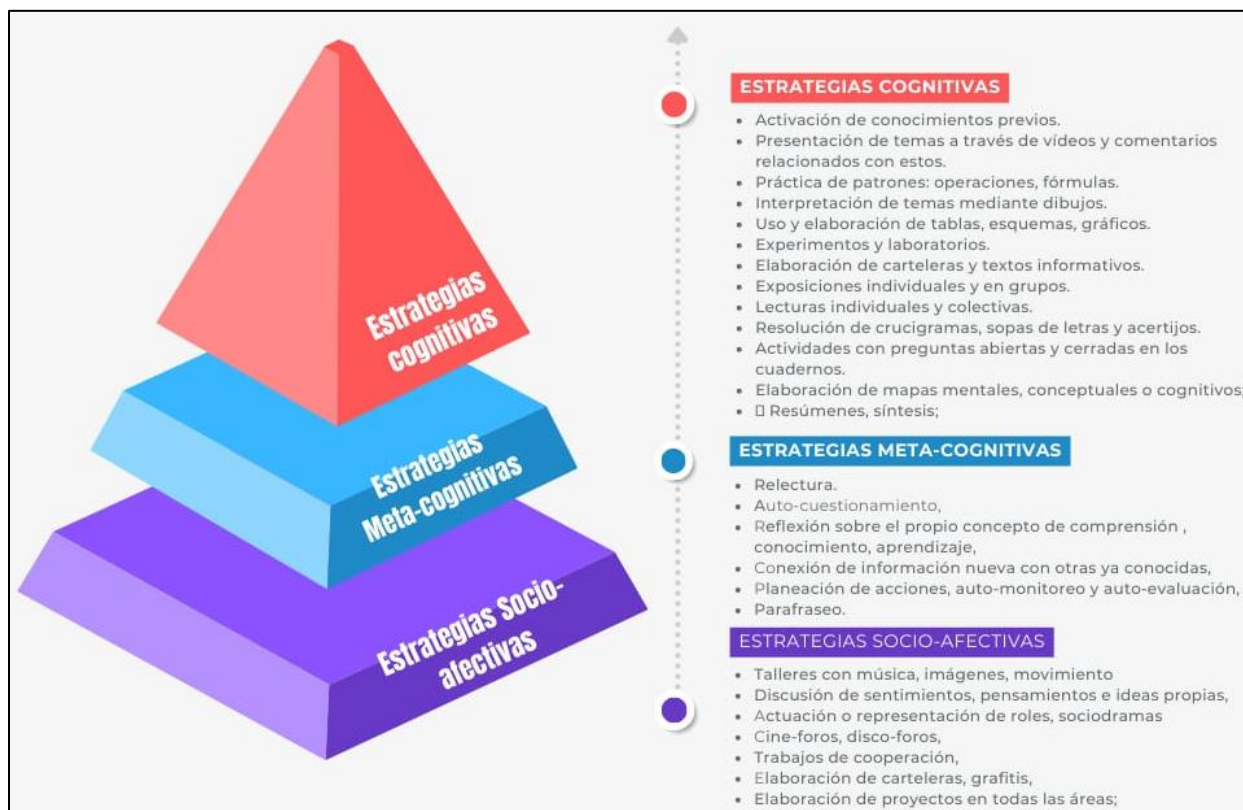 Estrategias
cognitivas
Estrategias
Meta-cognitivas
Estrategias Socio-
afectivas
ESTRATEGIAS COGNITIVAS
• Activación de conocimientos previos.
• Presentación de temas a través de vídeos y comentarios
relacionados con estos.
• Práctica de patrones: operaciones, fórmulas.
• Interpretación de temas mediante dibujos.
• Uso y elaboración de tablas, esquemas, gráficos.
• Experimentos y laboratorios.
• Elaboración de carteleras y textos informativos.
• Exposiciones individuales y en grupos.
• Lecturas individuales y colectivas.
• Resolución de crucigramas, sopas de letras y acertijos.
• Actividades con preguntas abiertas y cerradas en los
cuadernos.
• Elaboración de mapas mentales, conceptuales o cognitivos;
• ▯ Resúmenes, síntesis;
ESTRATEGIAS META-COGNITIVAS
• Relectura.
• Auto-cuestionamiento,
• Reflexión sobre el propio concepto de comprensión ,
conocimiento, aprendizaje,
• Conexión de información nueva con otras ya conocidas,
• Planeación de acciones, auto-monitoreo y auto-evaluación,
• Parafraseo.
ESTRATEGIAS SOCIO-AFECTIVAS
• Talleres con música, imágenes, movimiento
• Discusión de sentimientos, pensamientos e ideas propias,
• Actuación o representación de roles, sociodramas
• Cine-foros, disco-foros,
• Trabajos de cooperación,
• Elaboración de carteleras, grafitis,
• Elaboración de proyectos en todas las áreas;